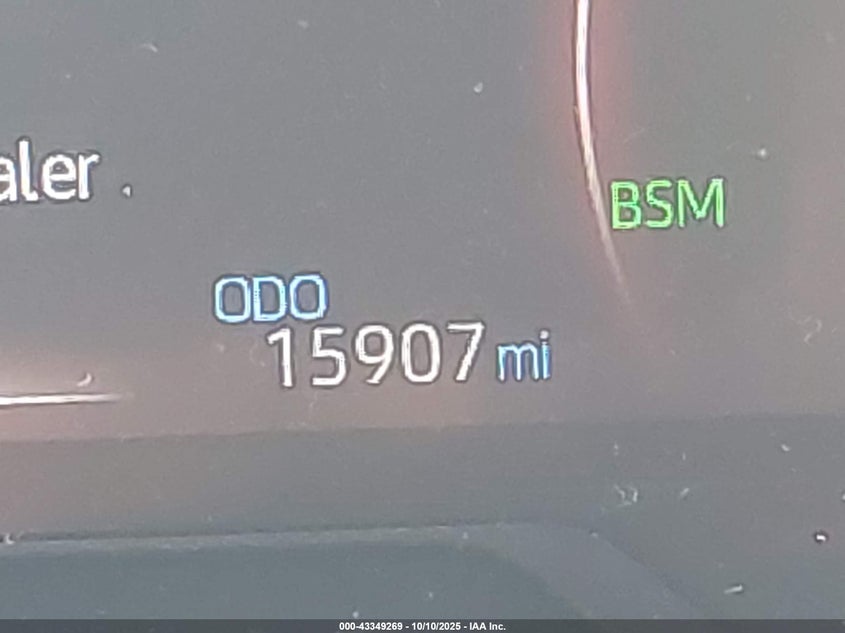 aler.
BSM
ODO
15907 mi
000-43349269 - 10/10/2025 - IAA Inc.